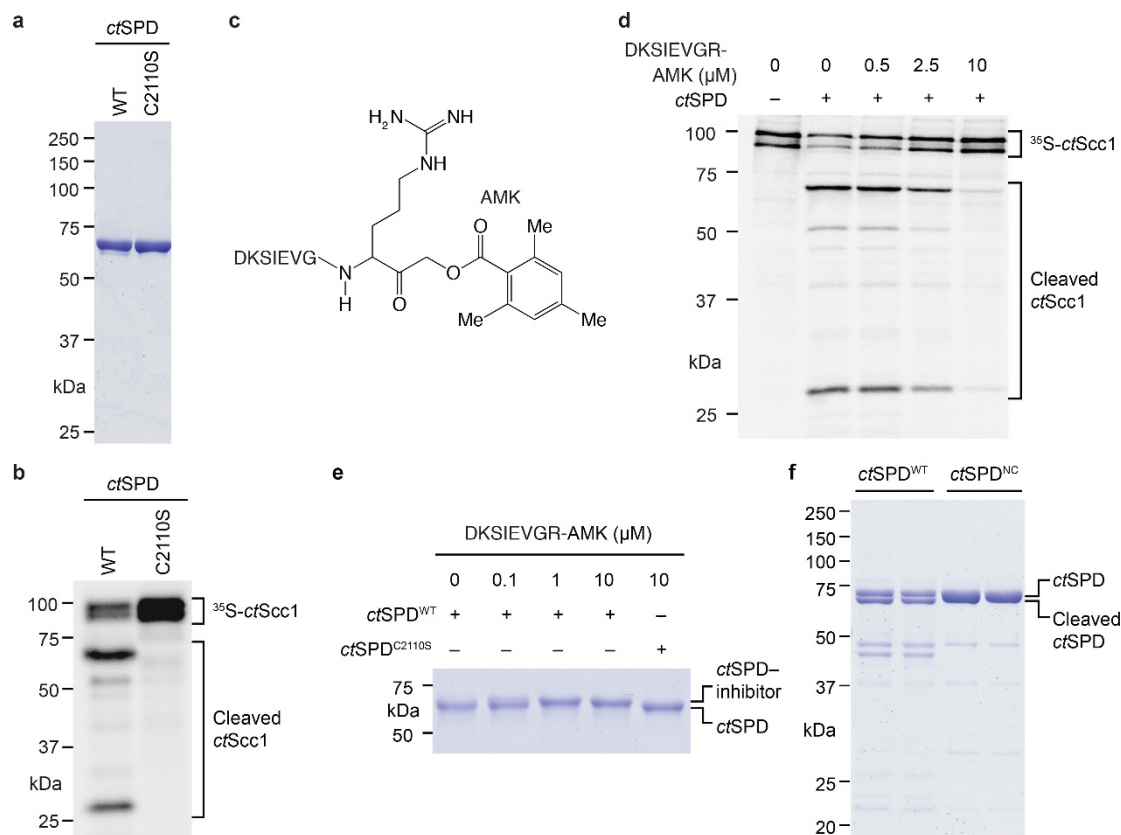 a
ctSPD
WT
C2110S
250
150
100
75
50
37
kDa
25
b
ctSPD
WT
C2110S
100
75
50
37
kDa
25
³⁵S-ctScc1
Cleaved
ctScc1
c
H₂N
NH
NH
AMK
DKSIEVG
N
H
O
O
O
Me
Me
Me
d
DKSIEVGR-
AMK (µM)
0 0 0.5 2.5 10
ctSPD – + + + +
100
75
50
37
kDa
25
³⁵S-ctScc1
Cleaved
ctScc1
e
DKSIEVGR-AMK (µM)
0 0.1 1 10 10
ctSPDᵂᵀ + + + + –
ctSPD^C2110S – – – – +
75
kDa
50
ctSPD–
inhibitor
ctSPD
f
ctSPDᵂᵀ ctSPD^NC
250
150
100
75
50
37
kDa
25
20
ctSPD
Cleaved
ctSPD